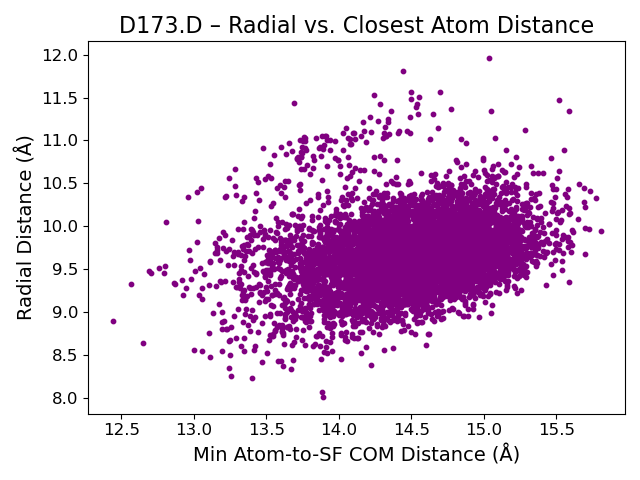 D173.D – Radial vs. Closest Atom Distance
Radial Distance (Å)
12.0
11.5
11.0
10.5
10.0
9.5
9.0
8.5
8.0
12.5 13.0 13.5 14.0 14.5 15.0 15.5
Min Atom-to-SF COM Distance (Å)